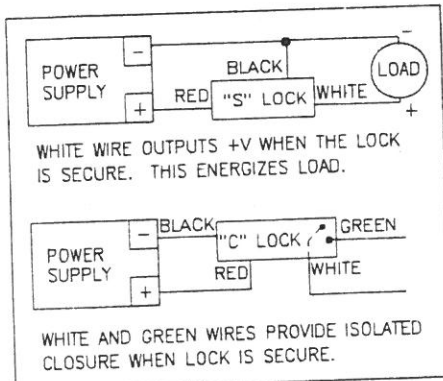 POWER SUPPLY
−
+
BLACK
RED
"S" LOCK
WHITE
−
LOAD
+
WHITE WIRE OUTPUTS +V WHEN THE LOCK
IS SECURE. THIS ENERGIZES LOAD.
POWER SUPPLY
−
+
BLACK
"C" LOCK
GREEN
RED
WHITE
WHITE AND GREEN WIRES PROVIDE ISOLATED
CLOSURE WHEN LOCK IS SECURE.